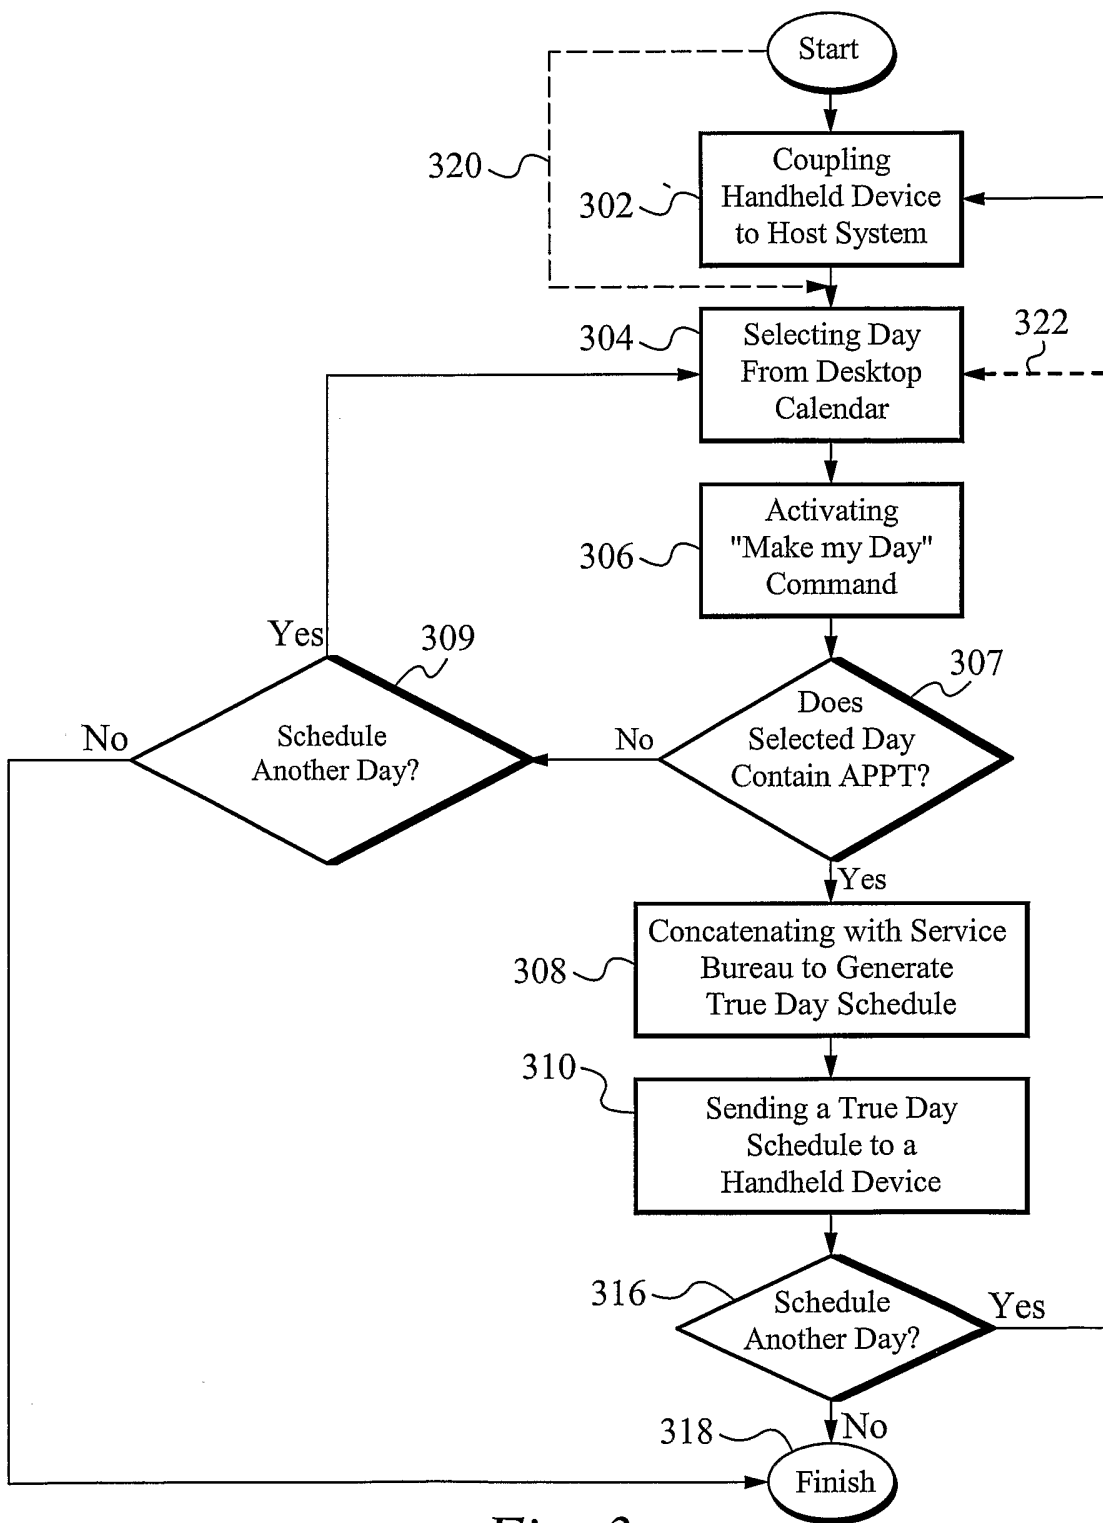 Start
320
302
Coupling
Handheld Device
to Host System
304
Selecting Day
From Desktop
Calendar
322
306
Activating
"Make my Day"
Command
Yes
309
307
No
Schedule
Another Day?
No
Does
Selected Day
Contain APPT?
Yes
308
Concatenating with Service
Bureau to Generate
True Day Schedule
310
Sending a True Day
Schedule to a
Handheld Device
316
Schedule
Another Day?
Yes
No
318
Finish